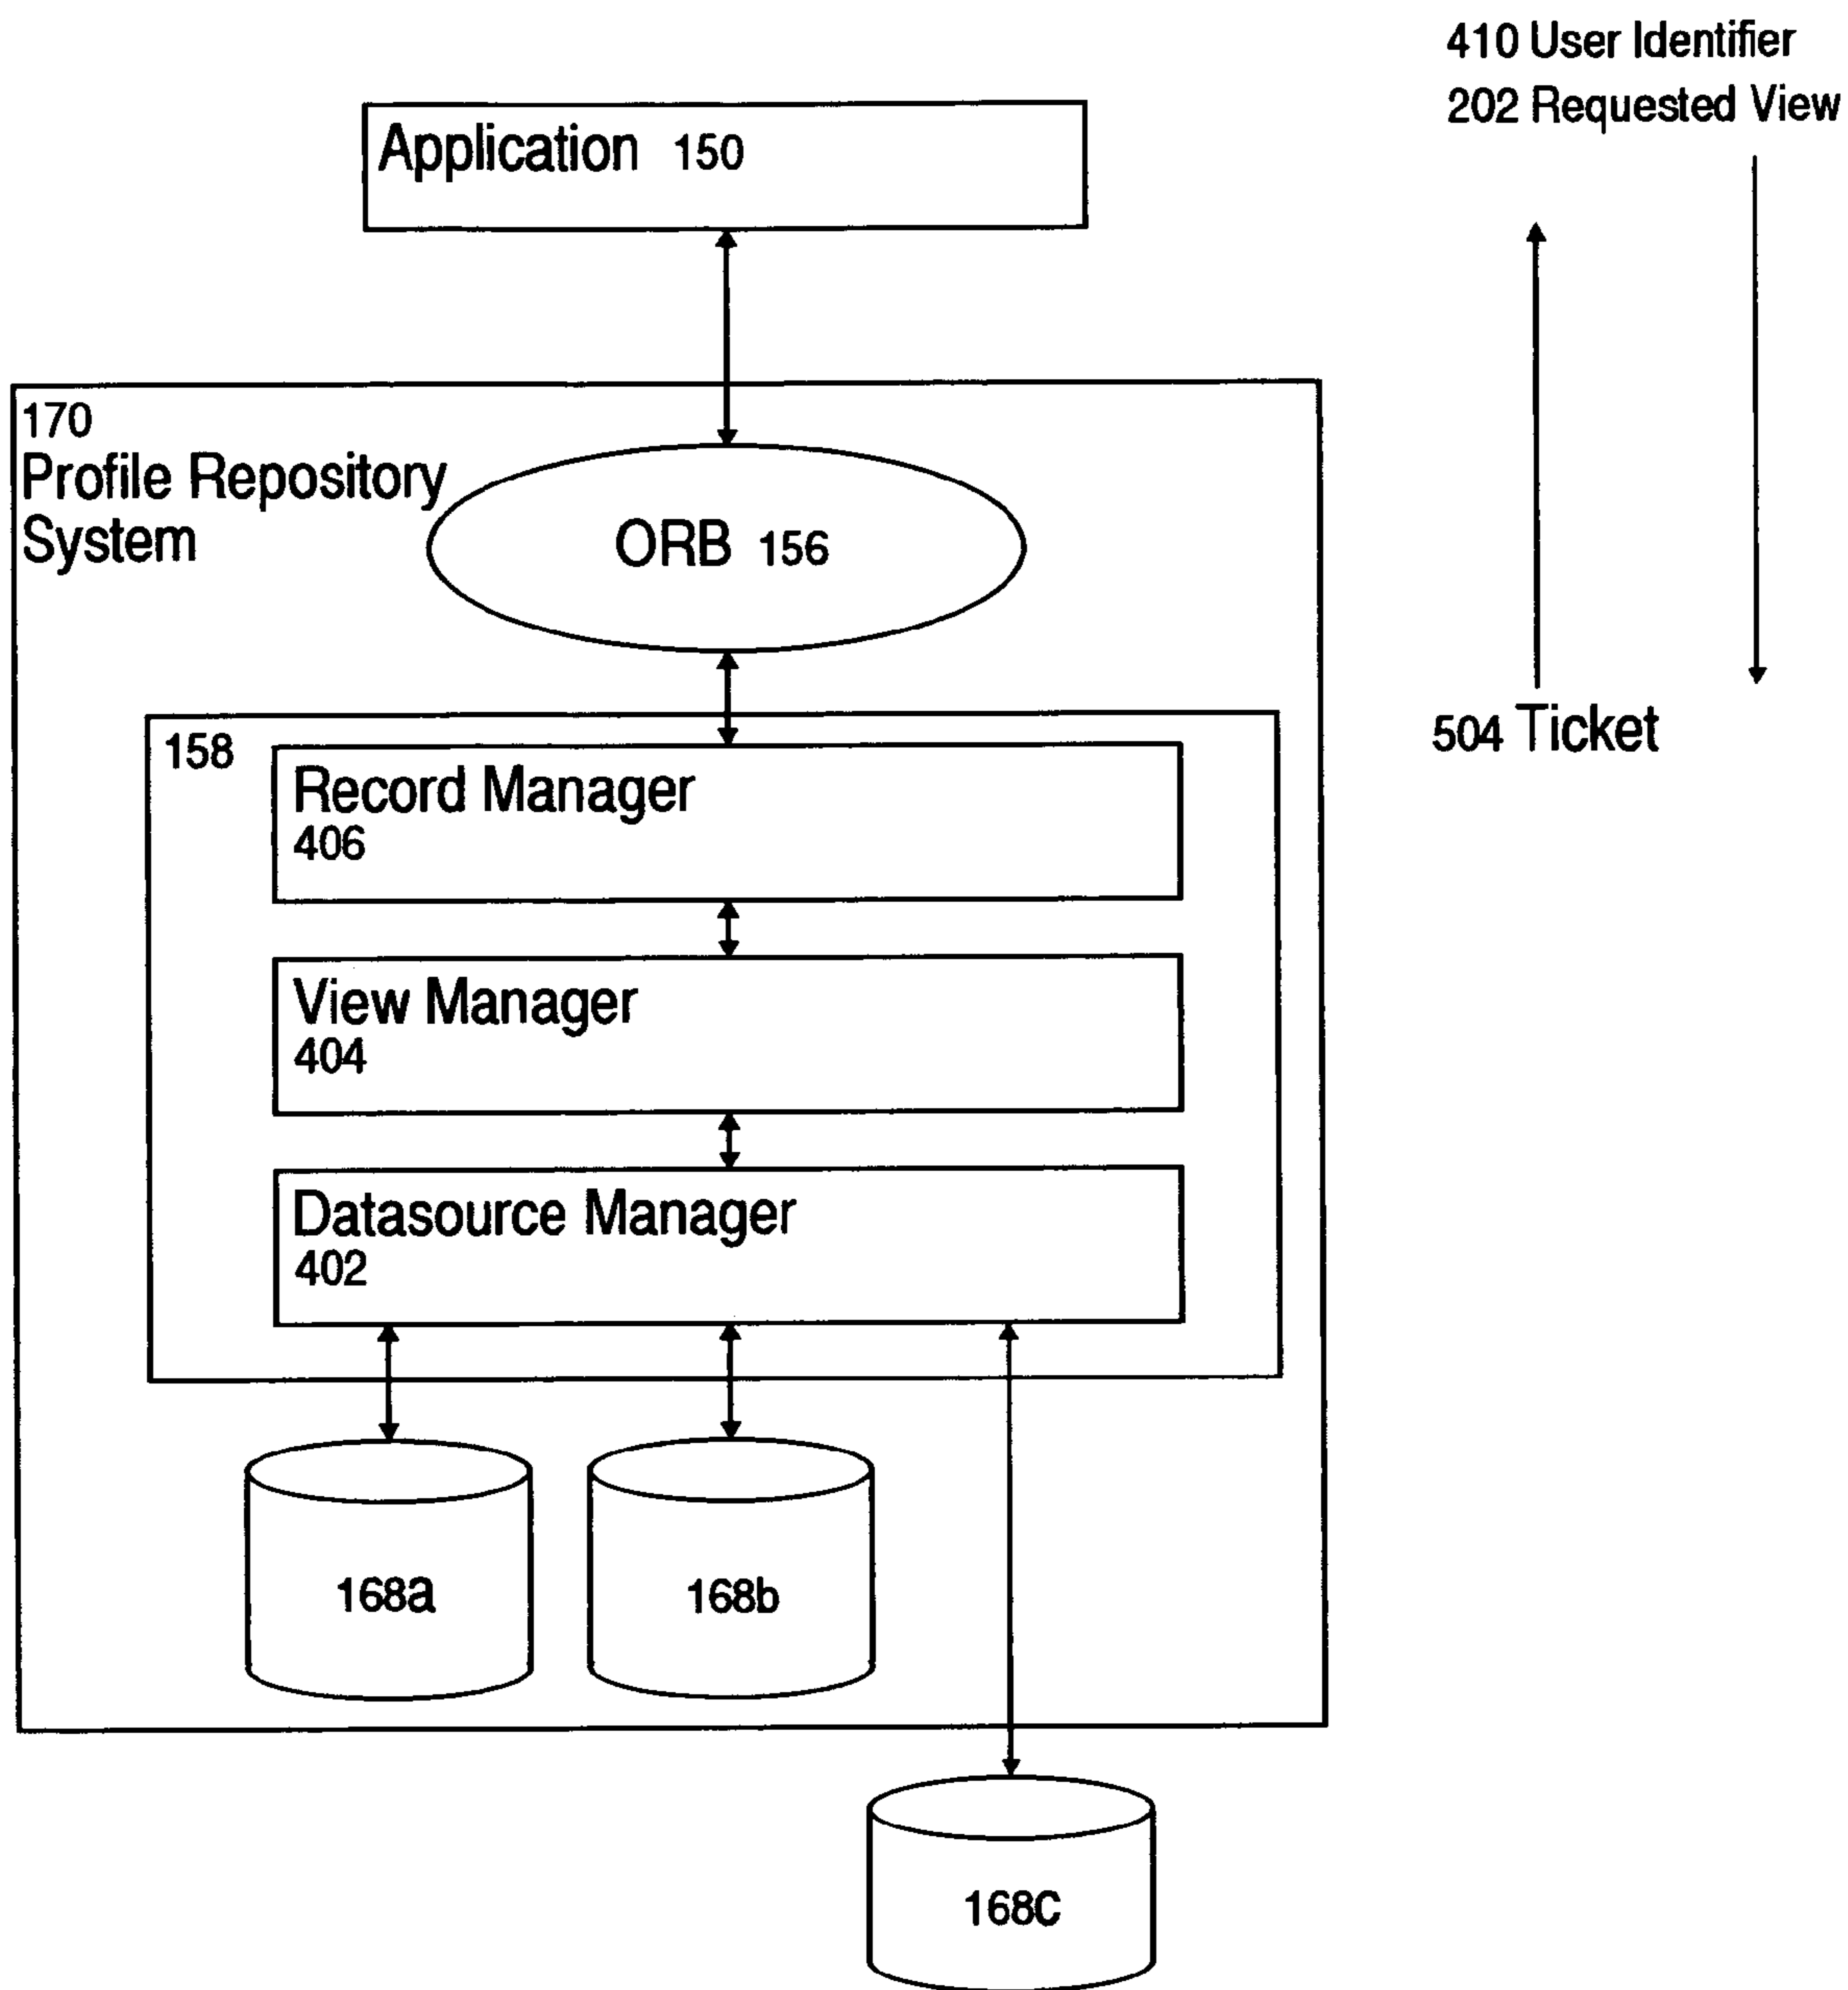 410 User Identifier
202 Requested View
Application 150
170
Profile Repository
System
ORB 156
504 Ticket
158
Record Manager
406
View Manager
404
Datasource Manager
402
168a
168b
168c